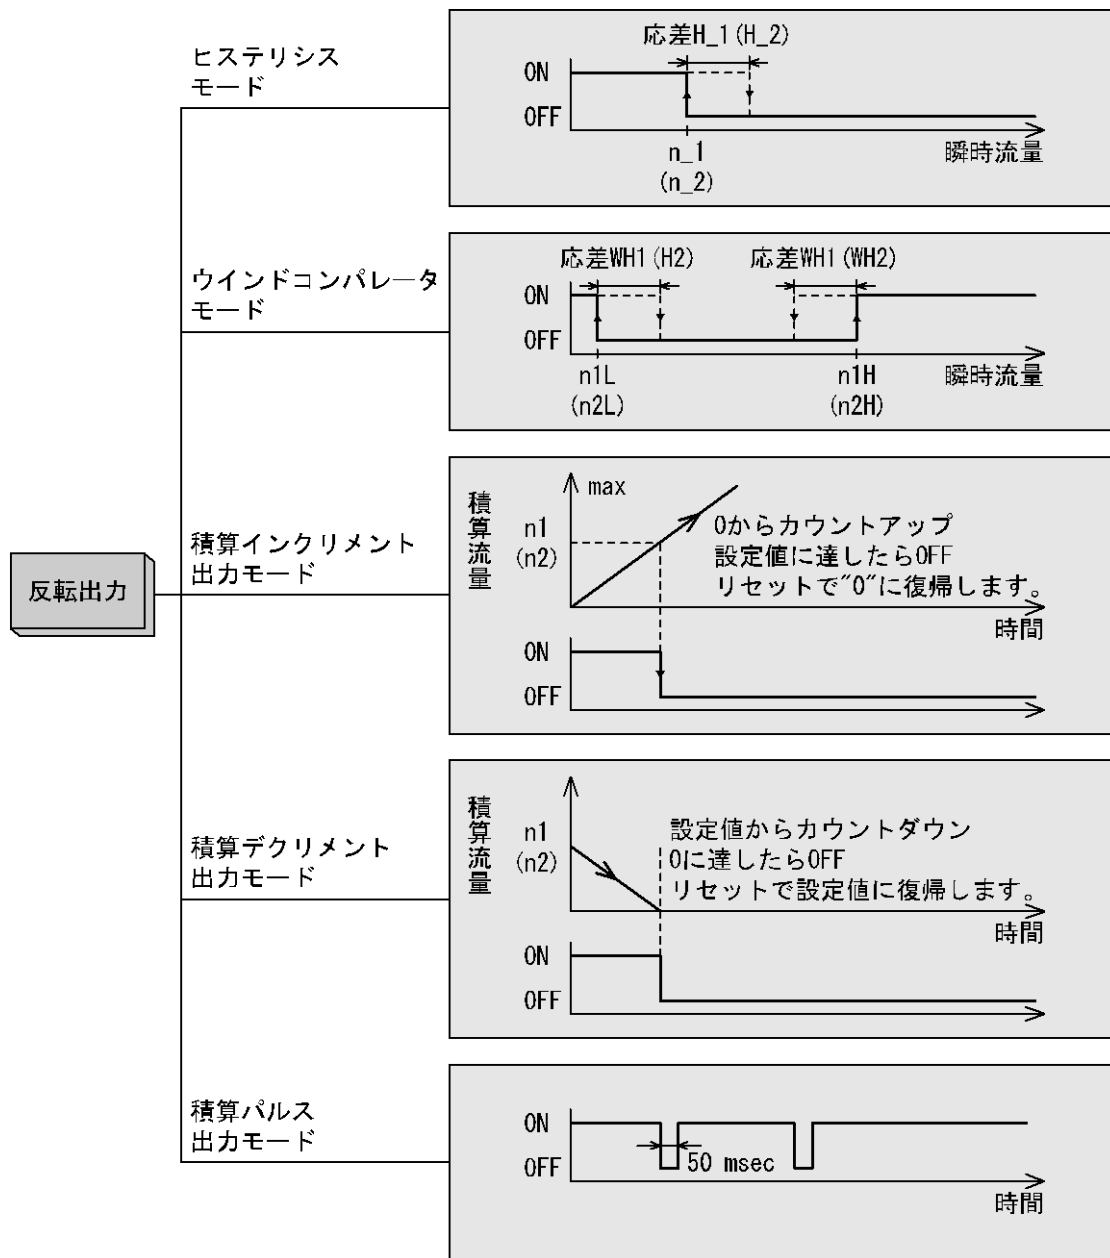 反転出力
ヒステリシス
モード
応差H_1(H_2)
ON
OFF
n_1
(n_2)
瞬時流量
ウインドコンパレータ
モード
応差WH1(H2)
応差WH1(WH2)
ON
OFF
n1L
(n2L)
n1H
(n2H)
瞬時流量
積算インクリメント
出力モード
積算流量
max
n1
(n2)
0からカウントアップ
設定値に達したらOFF
リセットで"0"に復帰します。
時間
ON
OFF
積算デクリメント
出力モード
積算流量
n1
(n2)
設定値からカウントダウン
0に達したらOFF
リセットで設定値に復帰します。
時間
ON
OFF
積算パルス
出力モード
ON
OFF
50 msec
時間